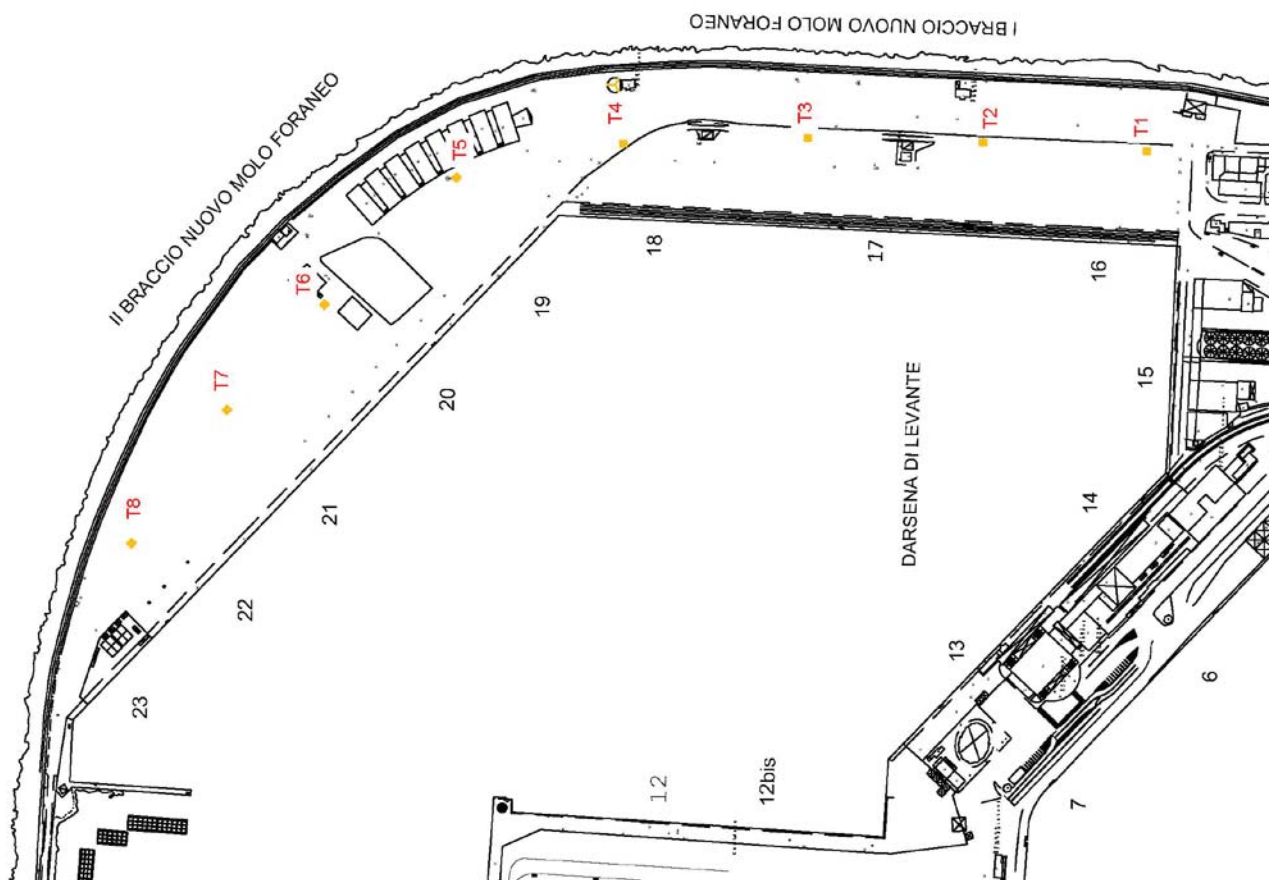 I BRACCIO NUOVO MOLO FORANEO
II BRACCIO NUOVO MOLO FORANEO
T4
T3
T2
T1
T5
T6
T7
T8
18
17
16
19
20
21
22
23
15
14
13
DARSENA DI LEVANTE
12
12bis
6
7